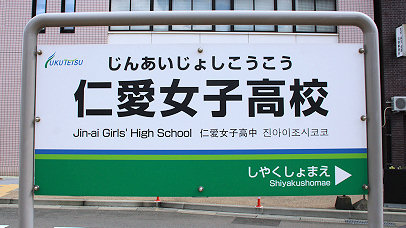 FUKUTETSU
じんあいじょしこうこう
仁愛女子高校
Jin-ai Girls' High School 仁愛女子高中 진아이조시코코
しやくしょまえ
Shiyakushomae